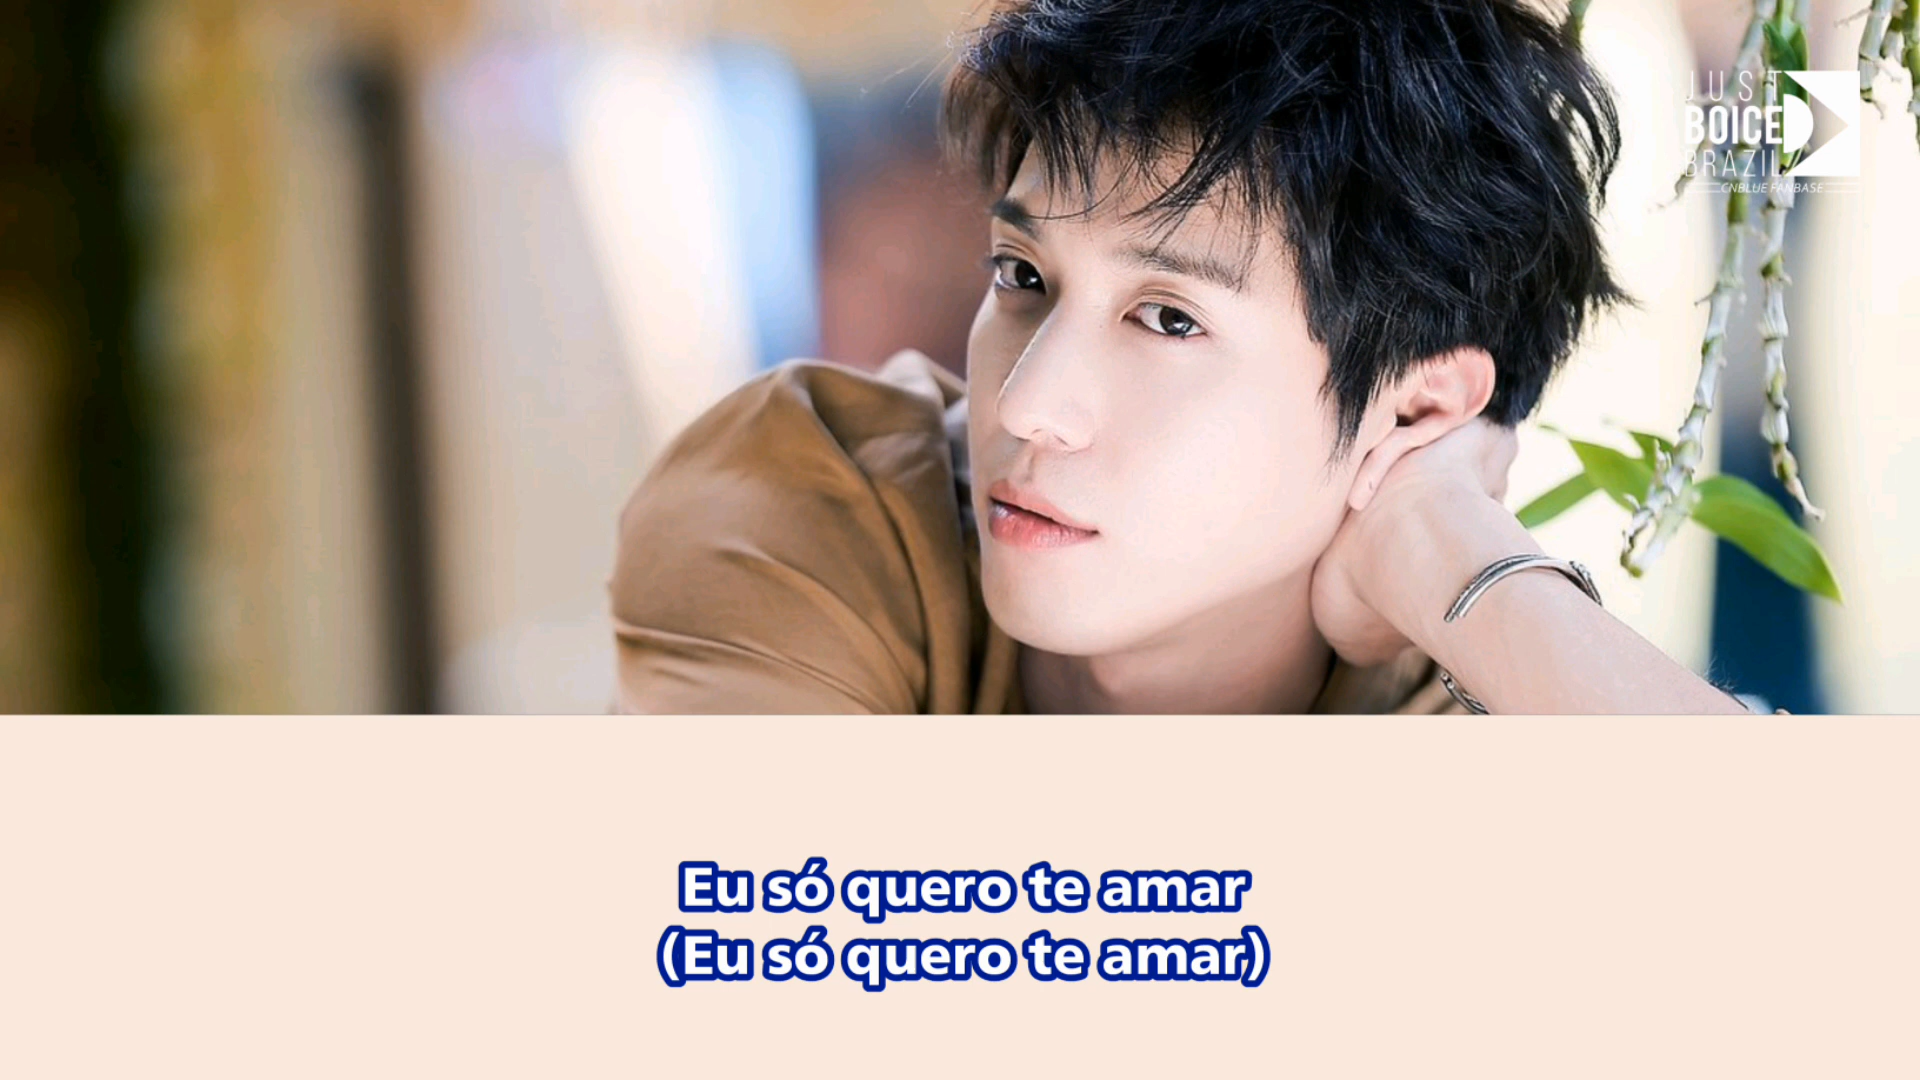 JUST
BOICE
BRAZIL
CNBLUE FANBASE
Eu só quero te amar
(Eu só quero te amar)